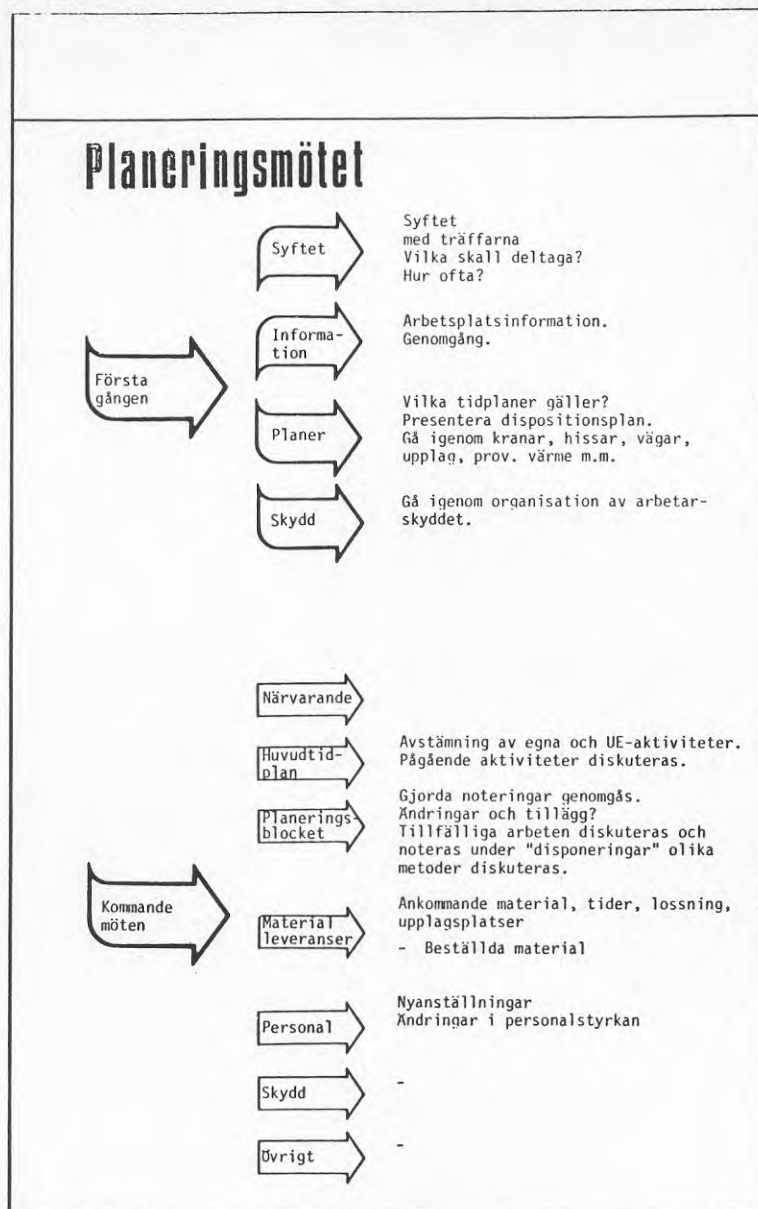 Planeringsmötet
Syftet
Syftet
med träffarna
Vilka skall deltaga?
Hur ofta?
Informa-
tion
Arbetsplatsinformation.
Genomgång.
Första
gången
Planer
Vilka tidplaner gäller?
Presentera dispositionsplan.
Gå igenom kranar, hissar, vägar,
upplag, prov. värme m.m.
Skydd
Gå igenom organisation av arbetar-
skyddet.
Närvarande
Huvudtid-
plan
Avstämning av egna och UE-aktiviteter.
Pågående aktiviteter diskuteras.
Planerings-
blocket
Gjorda noteringar genomgås.
Ändringar och tillägg?
Tillfälliga arbeten diskuteras och
noteras under "disponeringar" olika
metoder diskuteras.
Kommande
möten
Material
leveranser
Ankommande material, tider, lossning,
upplagsplatser
- Beställda material
Personal
Nyanställningar
Ändringar i personalstyrkan
Skydd
-
Övrigt
-